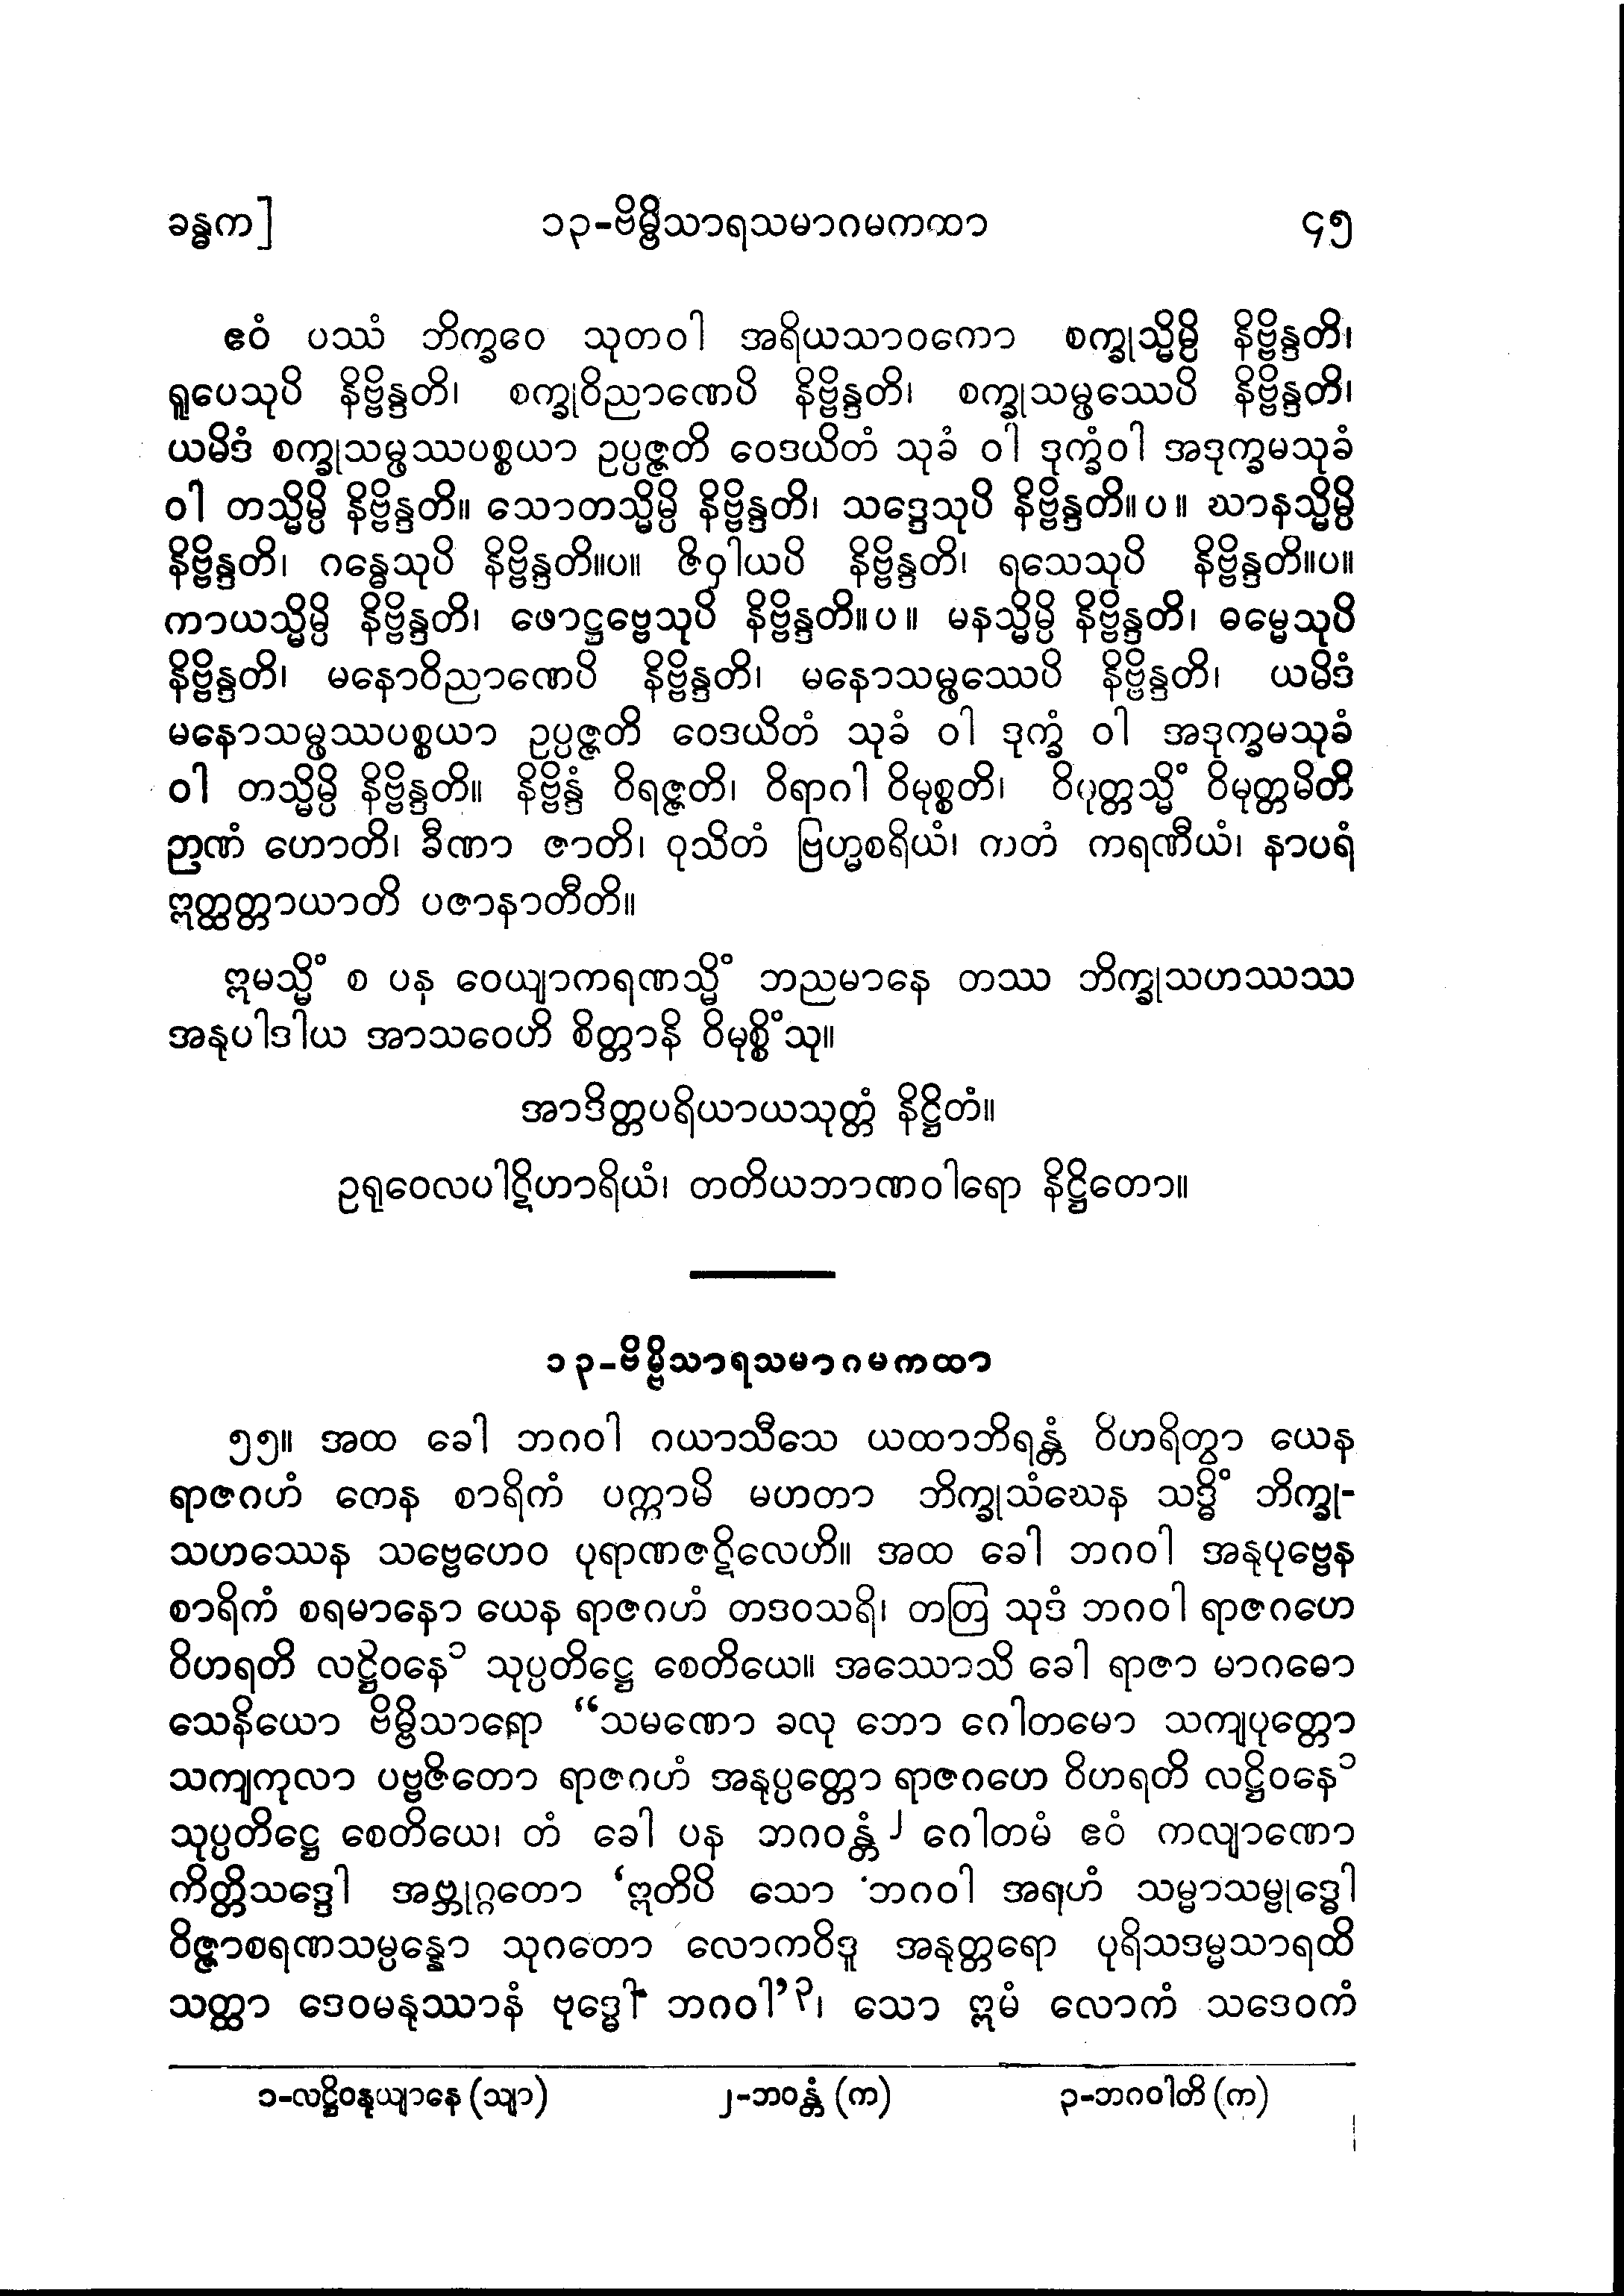 ခန္ဓက] ၁၃-ဗိမ္ဗိသာရသမာဂမကထာ ၄၅
ဧဝံ ပဿံ ဘိက္ခဝေ သုတဝါ အရိယသာဝကော စက္ခုသ္မိမ္ပိ နိဗ္ဗိန္ဒတိ၊
ရူပေသုပိ နိဗ္ဗိန္ဒတိ၊ စက္ခုဝိညာဏေပိ နိဗ္ဗိန္ဒတိ၊ စက္ခုသမ္ဖဿေပိ နိဗ္ဗိန္ဒတိ၊
ယမိဒံ စက္ခုသမ္ဖဿပစ္စယာ ဥပ္ပဇ္ဇတိ ဝေဒယိတံ သုခံ ဝါ ဒုက္ခံဝါ အဒုက္ခမသုခံ
ဝါ တသ္မိမ္ပိ နိဗ္ဗိန္ဒတိ။ သောတသ္မိမ္ပိ နိဗ္ဗိန္ဒတိ၊ သဒ္ဒေသုပိ နိဗ္ဗိန္ဒတိ။ပ။ ဃာနသ္မိမ္ပိ
နိဗ္ဗိန္ဒတိ၊ ဂန္ဓေသုပိ နိဗ္ဗိန္ဒတိ။ပ။ ဇိဝှါယပိ နိဗ္ဗိန္ဒတိ၊ ရသေသုပိ နိဗ္ဗိန္ဒတိ။ပ။
ကာယသ္မိမ္ပိ နိဗ္ဗိန္ဒတိ၊ ဖောဋ္ဌဗ္ဗေသုပိ နိဗ္ဗိန္ဒတိ။ပ။ မနသ္မိမ္ပိ နိဗ္ဗိန္ဒတိ၊ ဓမ္မေသုပိ
နိဗ္ဗိန္ဒတိ၊ မနောဝိညာဏေပိ နိဗ္ဗိန္ဒတိ၊ မနောသမ္ဖဿေပိ နိဗ္ဗိန္ဒတိ၊ ယမိဒံ
မနောသမ္ဖဿပစ္စယာ ဥပ္ပဇ္ဇတိ ဝေဒယိတံ သုခံ ဝါ ဒုက္ခံ ဝါ အဒုက္ခမသုခံ
ဝါ တသ္မိမ္ပိ နိဗ္ဗိန္ဒတိ။ နိဗ္ဗိန္ဒံ ဝိရဇ္ဇတိ၊ ဝိရာဂါ ဝိမုစ္စတိ၊ ဝိမုတ္တသ္မိံ ဝိမုတ္တမိတိ
ဉာဏံ ဟောတိ၊ ခီဏာ ဇာတိ၊ ဝုသိတံ ဗြဟ္မစရိယံ၊ ကတံ ကရဏီယံ၊ နာပရံ
ဣတ္ထတ္တာယာတိ ပဇာနာတီတိ။
ဣမသ္မိံ စ ပန ဝေယျာကရဏသ္မိံ ဘညမာနေ တဿ ဘိက္ခုသဟဿဿ
အနုပါဒါယ အာသဝေဟိ စိတ္တာနိ ဝိမုစ္စိံသု။
အာဒိတ္တပရိယာယသုတ္တံ နိဋ္ဌိတံ။
ဥရုဝေလပါဋိဟာရိယံ၊ တတိယဘာဏဝါရော နိဋ္ဌိတော။
၁၃-ဗိမ္ဗိသာရသမာဂမကထာ
၅၅။ အထ ခေါ ဘဂဝါ ဂယာသီသေ ယထာဘိရန္တံ ဝိဟရိတွာ ယေန
ရာဇဂဟံ တေန စာရိကံ ပက္ကာမိ မဟတာ ဘိက္ခုသံဃေန သဒ္ဓိံ ဘိက္ခု-
သဟဿေန သဗ္ဗေဟေဝ ပုရာဏဇဋိလေဟိ။ အထ ခေါ ဘဂဝါ အနုပုဗ္ဗေန
စာရိကံ စရမာနော ယေန ရာဇဂဟံ တဒဝသရိ၊ တတြ သုဒံ ဘဂဝါ ရာဇဂဟေ
ဝိဟရတိ လဋ္ဌိဝနေ၁ သုပ္ပတိဋ္ဌေ စေတိယေ။ အဿောသိ ခေါ ရာဇာ မာဂဓော
သေနိယော ဗိမ္ဗိသာရော “သမဏော ခလု ဘော ဂေါတမော သကျပုတ္တော
သကျကုလာ ပဗ္ဗဇိတော ရာဇဂဟံ အနုပ္ပတ္တော ရာဇဂဟေ ဝိဟရတိ လဋ္ဌိဝနေ၁
သုပ္ပတိဋ္ဌေ စေတိယေ၊ တံ ခေါ ပန ဘဂဝန္တံ၂ ဂေါတမံ ဧဝံ ကလျာဏော
ကိတ္တိသဒ္ဒေါ အဗ္ဘုဂ္ဂတော ‘ဣတိပိ သော ဘဂဝါ အရဟံ သမ္မာသမ္ဗုဒ္ဓေါ
ဝိဇ္ဇာစရဏသမ္ပန္နော သုဂတော လောကဝိဒူ အနုတ္တရော ပုရိသဒမ္မသာရထိ
သတ္ထာ ဒေဝမနုဿာနံ ဗုဒ္ဓေါ ဘဂဝါ’၃၊ သော ဣမံ လောကံ သဒေဝကံ
၁-လဋ္ဌိဝနုယျာနေ (သျာ) ၂-ဘဝန္တံ (က) ၃-ဘဂဝါတိ (က)